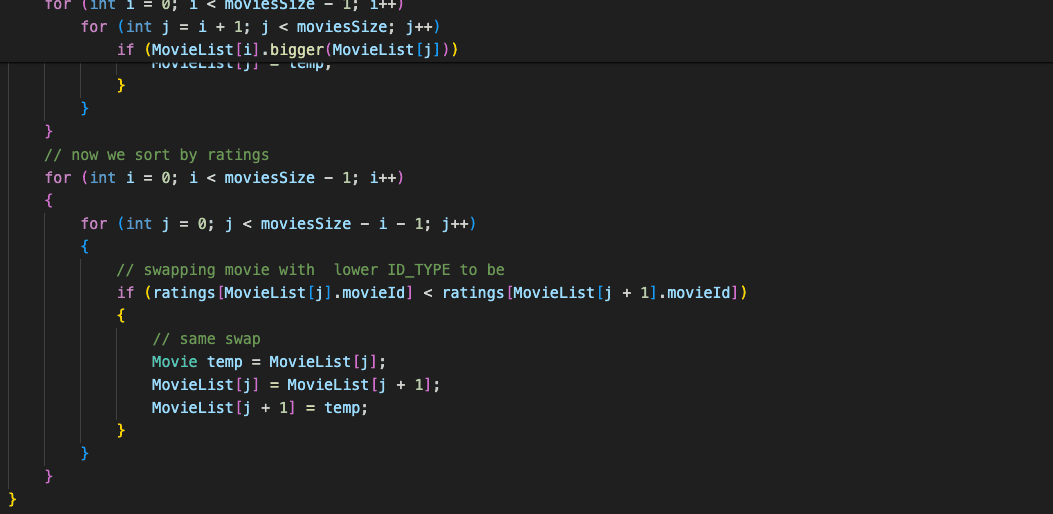 for (int i = 0; i < moviesSize - 1; i++)
for (int j = i + 1; j < moviesSize; j++)
if (MovieList[i].bigger(MovieList[j]))
MovieList[j] = temp;
}
}
}
// now we sort by ratings
for (int i = 0; i < moviesSize - 1; i++)
{
for (int j = 0; j < moviesSize - i - 1; j++)
{
// swapping movie with  lower ID_TYPE to be
if (ratings[MovieList[j].movieId] < ratings[MovieList[j + 1].movieId])
{
// same swap
Movie temp = MovieList[j];
MovieList[j] = MovieList[j + 1];
MovieList[j + 1] = temp;
}
}
}
}